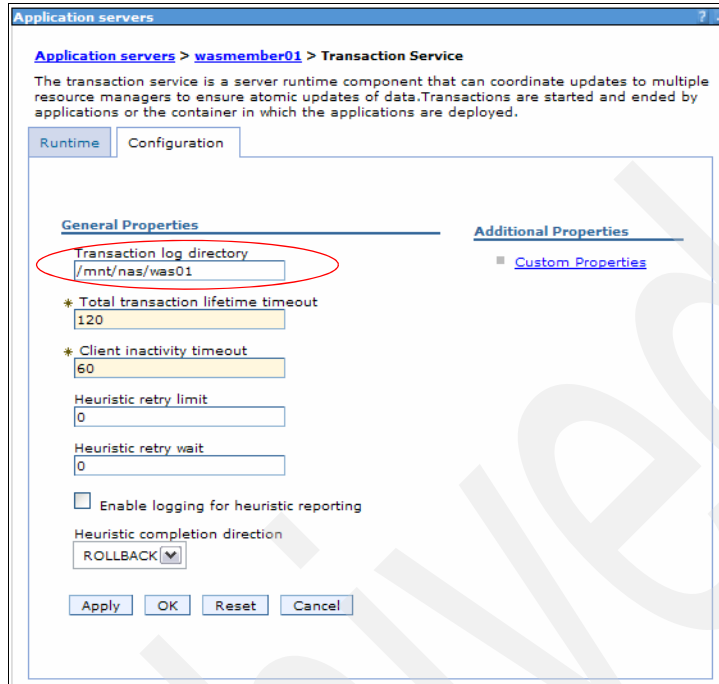 Application servers
?
Application servers > wasmember01 > Transaction Service
The transaction service is a server runtime component that can coordinate updates to multiple
resource managers to ensure atomic updates of data.Transactions are started and ended by
applications or the container in which the applications are deployed.
Runtime
Configuration
General Properties
Transaction log directory
/mnt/nas/was01
* Total transaction lifetime timeout
120
* Client inactivity timeout
60
Heuristic retry limit
0
Heuristic retry wait
0
Enable logging for heuristic reporting
Heuristic completion direction
ROLLBACK
Apply
OK
Reset
Cancel
Additional Properties
Custom Properties